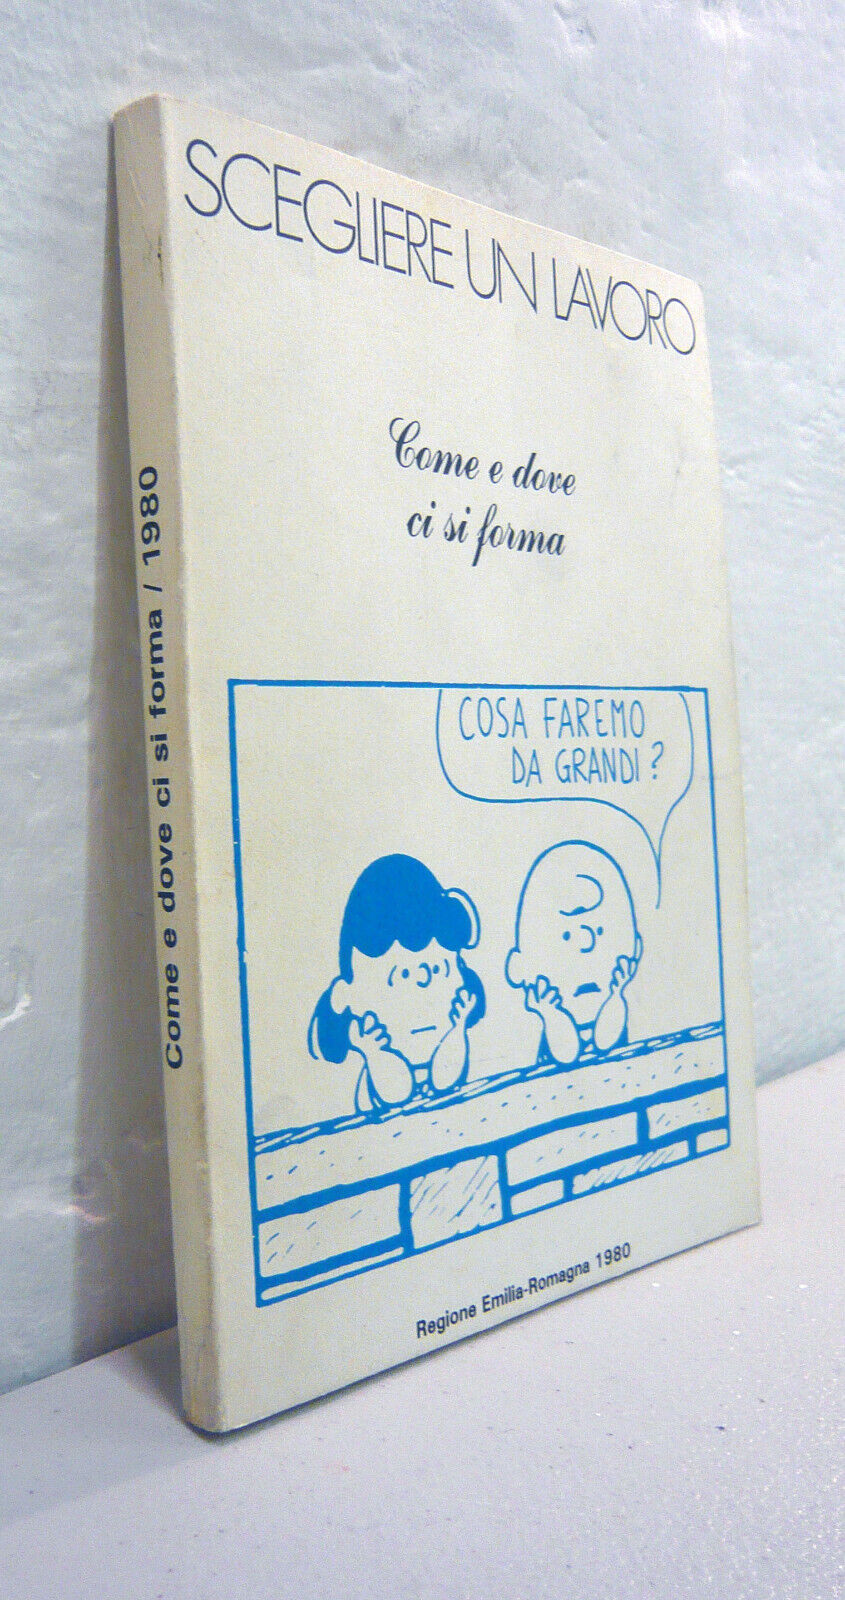 SCEGLIERE UN LAVORO
Come e dove
ci si forma
COSA FAREMO
DA GRANDI?
Regione Emilia-Romagna 1980
Come e dove ci si forma / 1980